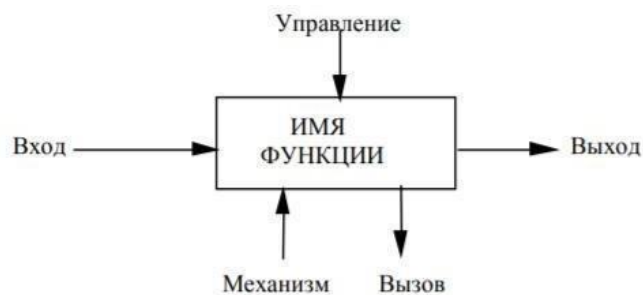 Управление
ИМЯ
ФУНКЦИИ
Вход
Выход
Механизм
Вызов